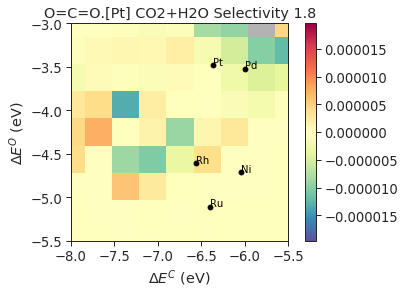 O=C=O.[Pt] CO2+H2O Selectivity 1.8
−3.0
−3.5
−4.0
−4.5
−5.0
−5.5
ΔE^O (eV)
Pt
Pd
Rh
Ni
Ru
−8.0 −7.5 −7.0 −6.5 −6.0 −5.5
ΔE^C (eV)
0.000015
0.000010
0.000005
0.000000
−0.000005
−0.000010
−0.000015